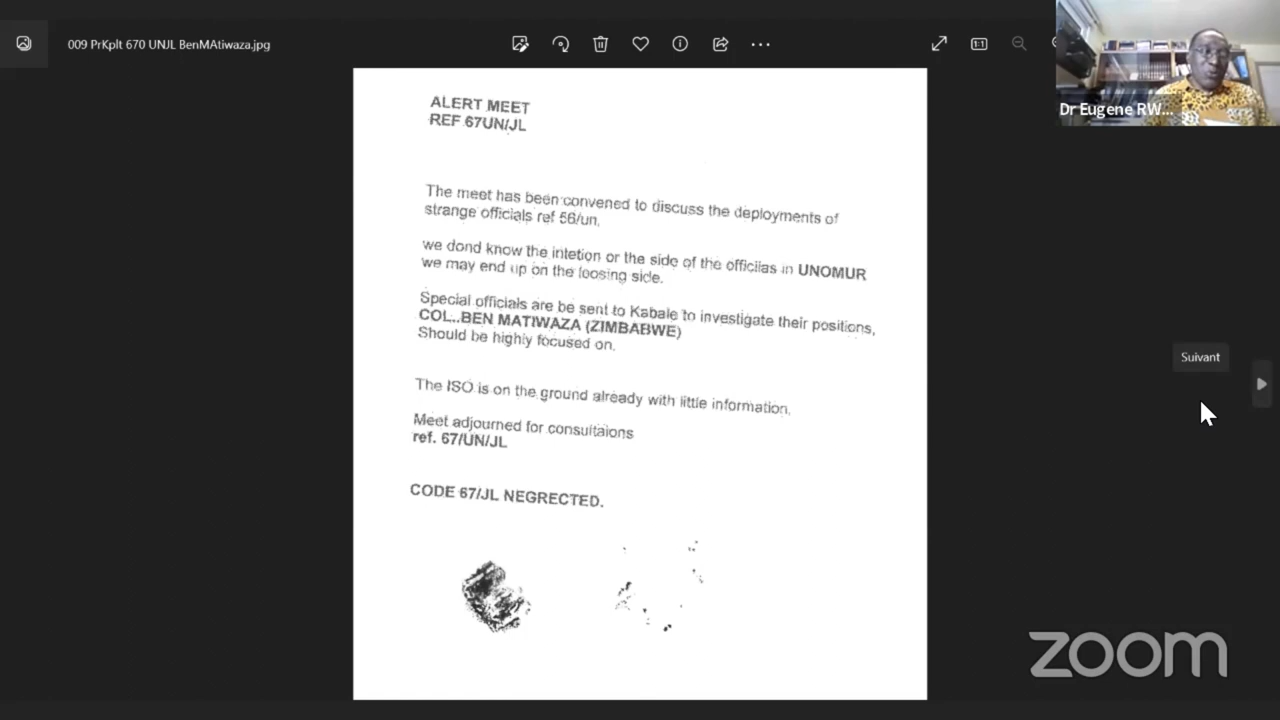 009 PrKplt 670 UNJL BenMAtiwaza.jpg
Dr Eugene RW...
ALERT MEET
REF 67UN/JL
The meet has been convened to discuss the deployments of
strange officials ref 56/un.
we dond know the intetion or the side of the officilas in UNOMUR
we may end up on the loosing side.
Special officials are be sent to Kabale to investigate their positions,
COL..BEN MATIWAZA (ZIMBABWE)
Should be highly focused on.
The ISO is on the ground already with little information.
Meet adjourned for consultaions
ref. 67/UN/JL
CODE 67/JL NEGRECTED.
Suivant
zoom